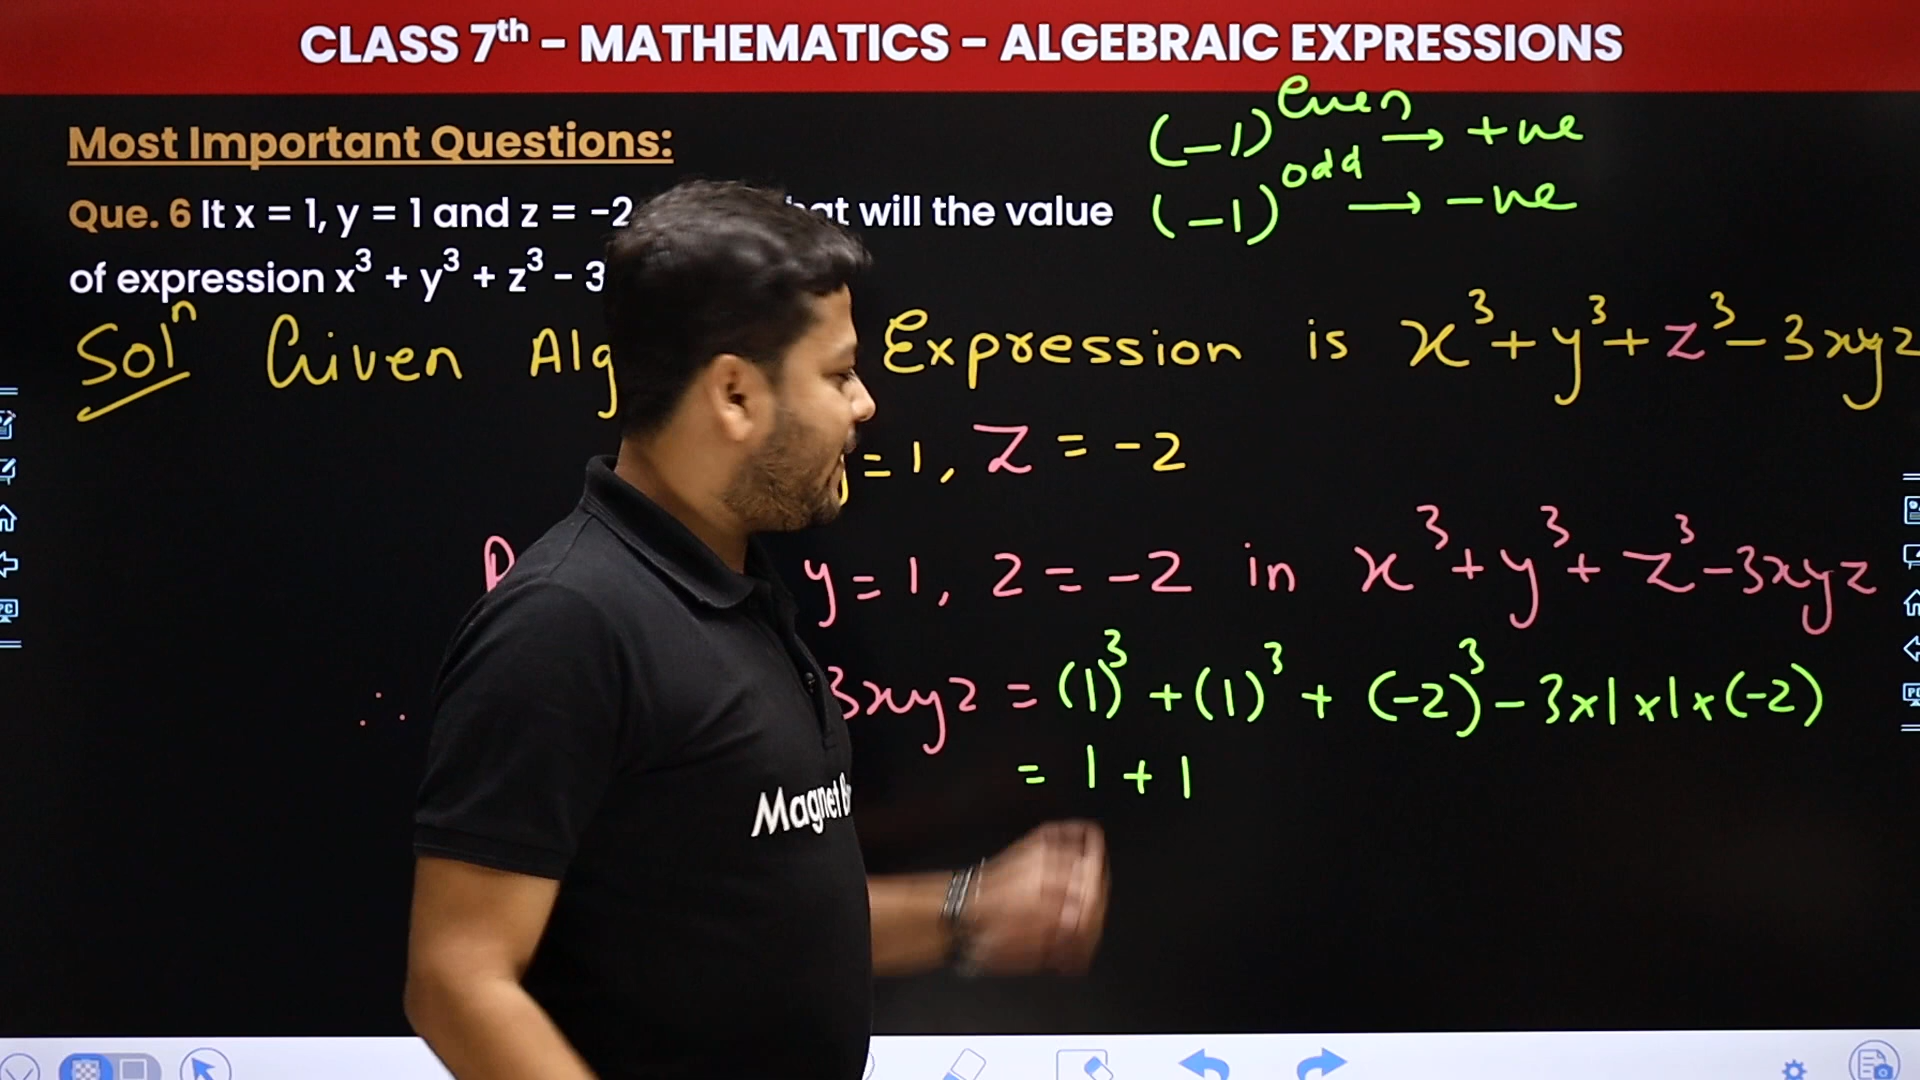 CLASS 7th - MATHEMATICS - ALGEBRAIC EXPRESSIONS
Most Important Questions:
(-1)^even → +ve
(-1)^odd → -ve
Que. 6 It x = 1, y = 1 and z = -2 will the value
of expression x³ + y³ + z³ - 3
Solⁿ Given Expression is x³ + y³ + z³ - 3xyz
= 1, z = -2
y = 1, z = -2 in x³ + y³ + z³ - 3xyz
∴ 3xyz = (1)³ + (1)³ + (-2)³ - 3×1×1×(-2)
= 1 + 1
Magnet